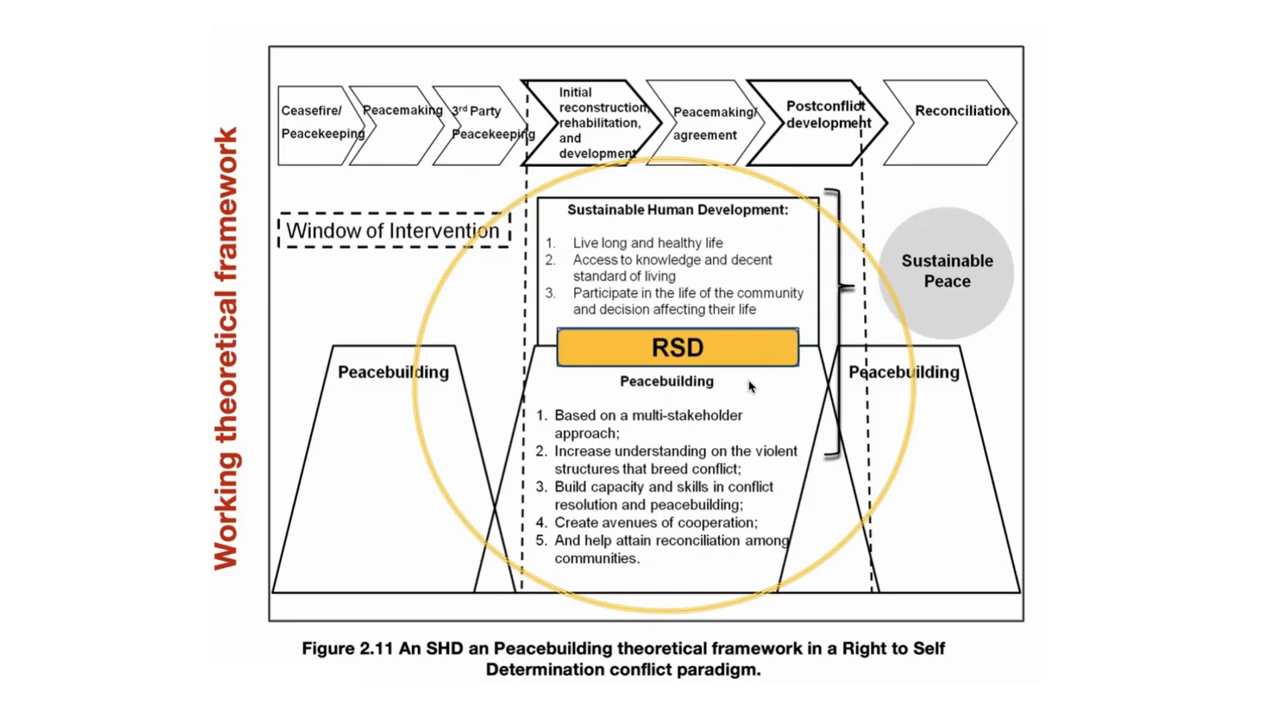 Working theoretical framework
Ceasefire/
Peacekeeping
Peacemaking
3rd Party
Peacekeeping
Initial
reconstruction,
rehabilitation,
and
development
Peacemaking/
agreement
Postconflict
development
Reconciliation
Window of Intervention
Sustainable Human Development:
1. Live long and healthy life
2. Access to knowledge and decent
standard of living
3. Participate in the life of the community
and decision affecting their life
Sustainable
Peace
RSD
Peacebuilding
Peacebuilding
1. Based on a multi-stakeholder
approach;
2. Increase understanding on the violent
structures that breed conflict;
3. Build capacity and skills in conflict
resolution and peacebuilding;
4. Create avenues of cooperation;
5. And help attain reconciliation among
communities.
Peacebuilding
Figure 2.11 An SHD an Peacebuilding theoretical framework in a Right to Self
Determination conflict paradigm.